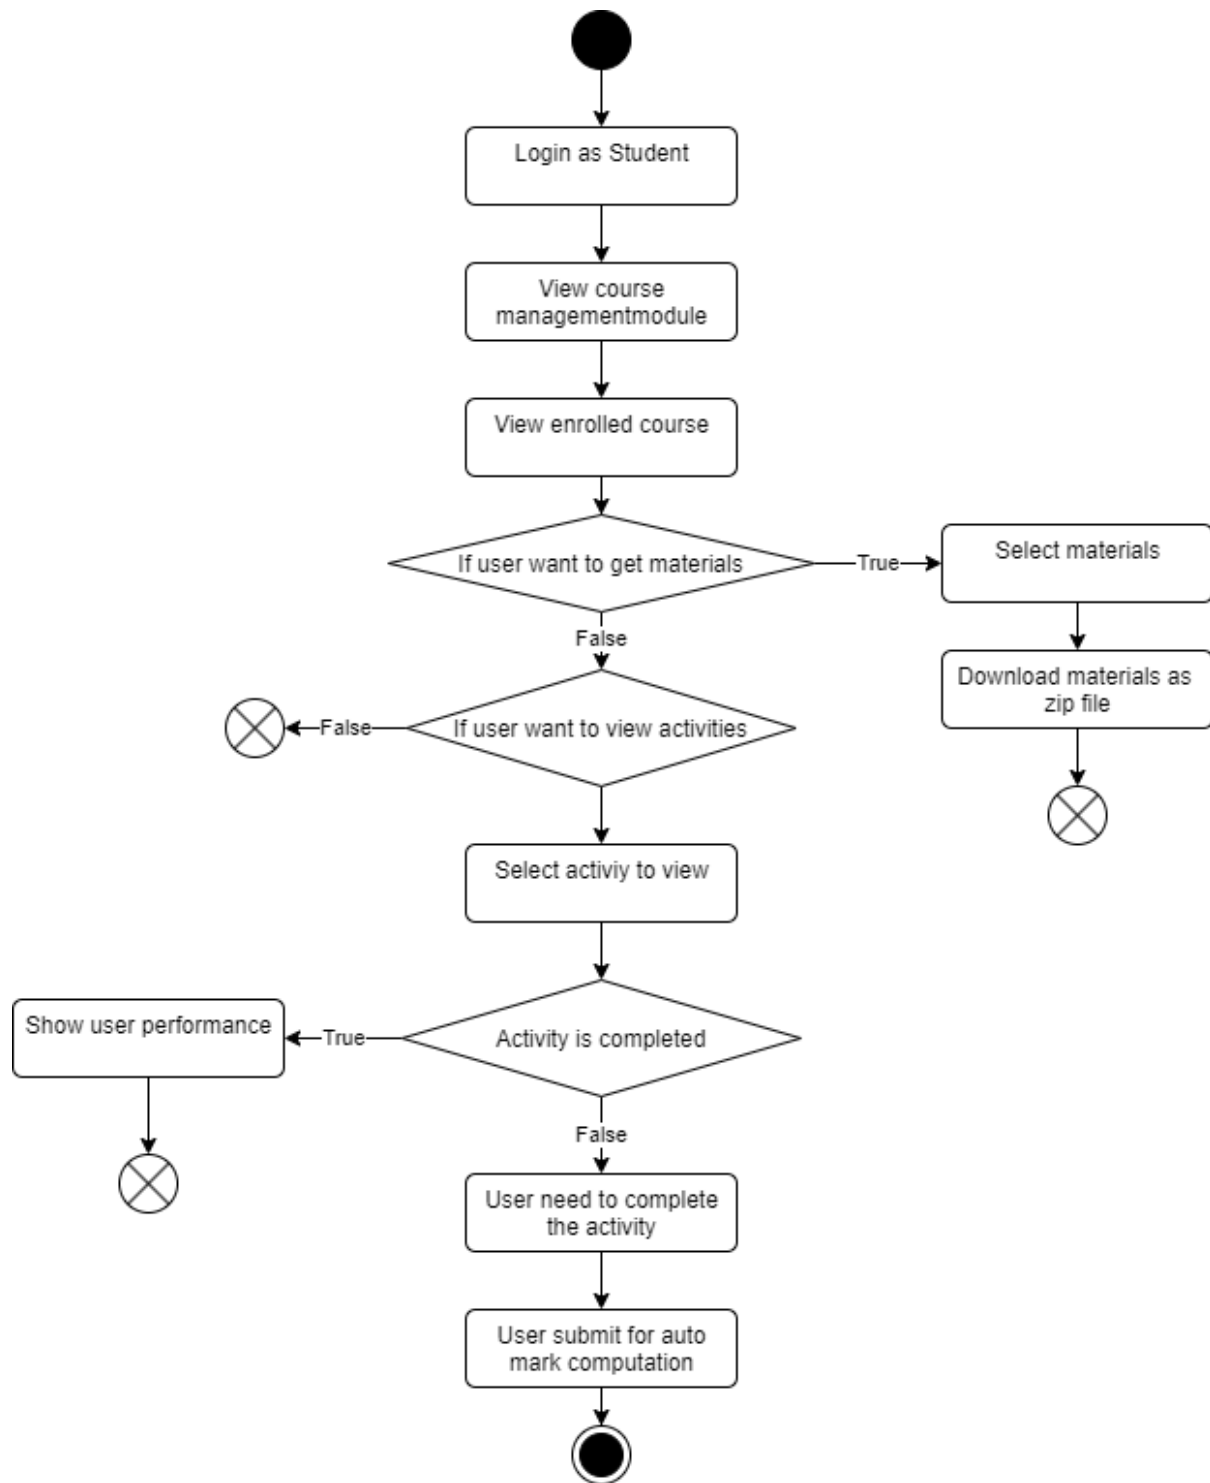 Login as Student
View course
managementmodule
View enrolled course
If user want to get materials
True
Select materials
False
Download materials as
zip file
If user want to view activities
False
Select activiy to view
Activity is completed
True
Show user performance
False
User need to complete
the activity
User submit for auto
mark computation